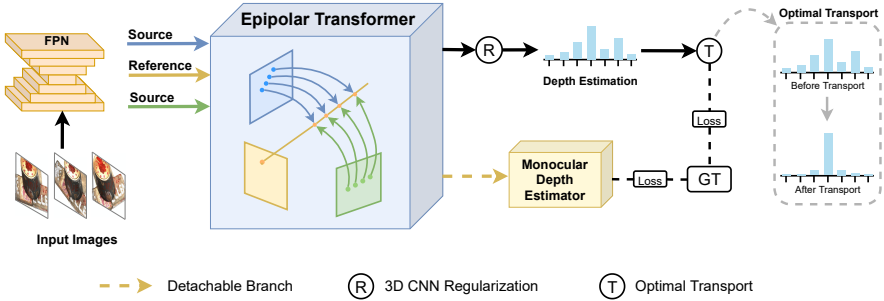 FPN
Input Images
Source
Reference
Source
Epipolar Transformer
R
Depth Estimation
T
Optimal Transport
Before Transport
After Transport
Loss
Monocular
Depth
Estimator
Loss
GT
Detachable Branch
R
3D CNN Regularization
T
Optimal Transport